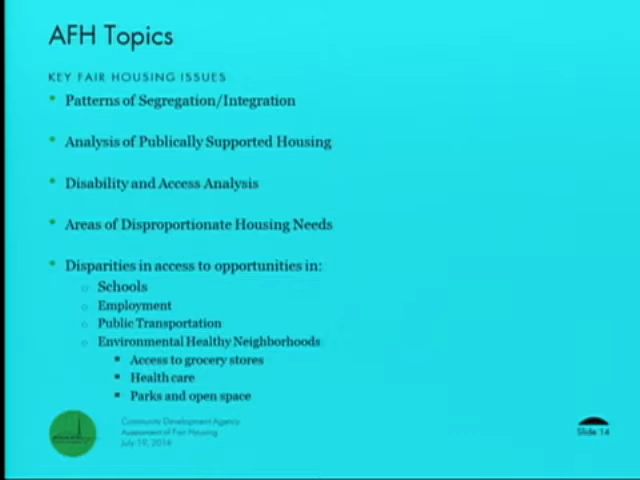 AFH Topics
KEY FAIR HOUSING ISSUES
Patterns of Segregation/Integration
Analysis of Publically Supported Housing
Disability and Access Analysis
Areas of Disproportionate Housing Needs
Disparities in access to opportunities in:
Schools
Employment
Public Transportation
Environmental Healthy Neighborhoods
Access to grocery stores
Health care
Parks and open space
Community Development Agency
Assessment of Fair Housing
July 19, 2016
Slide 14